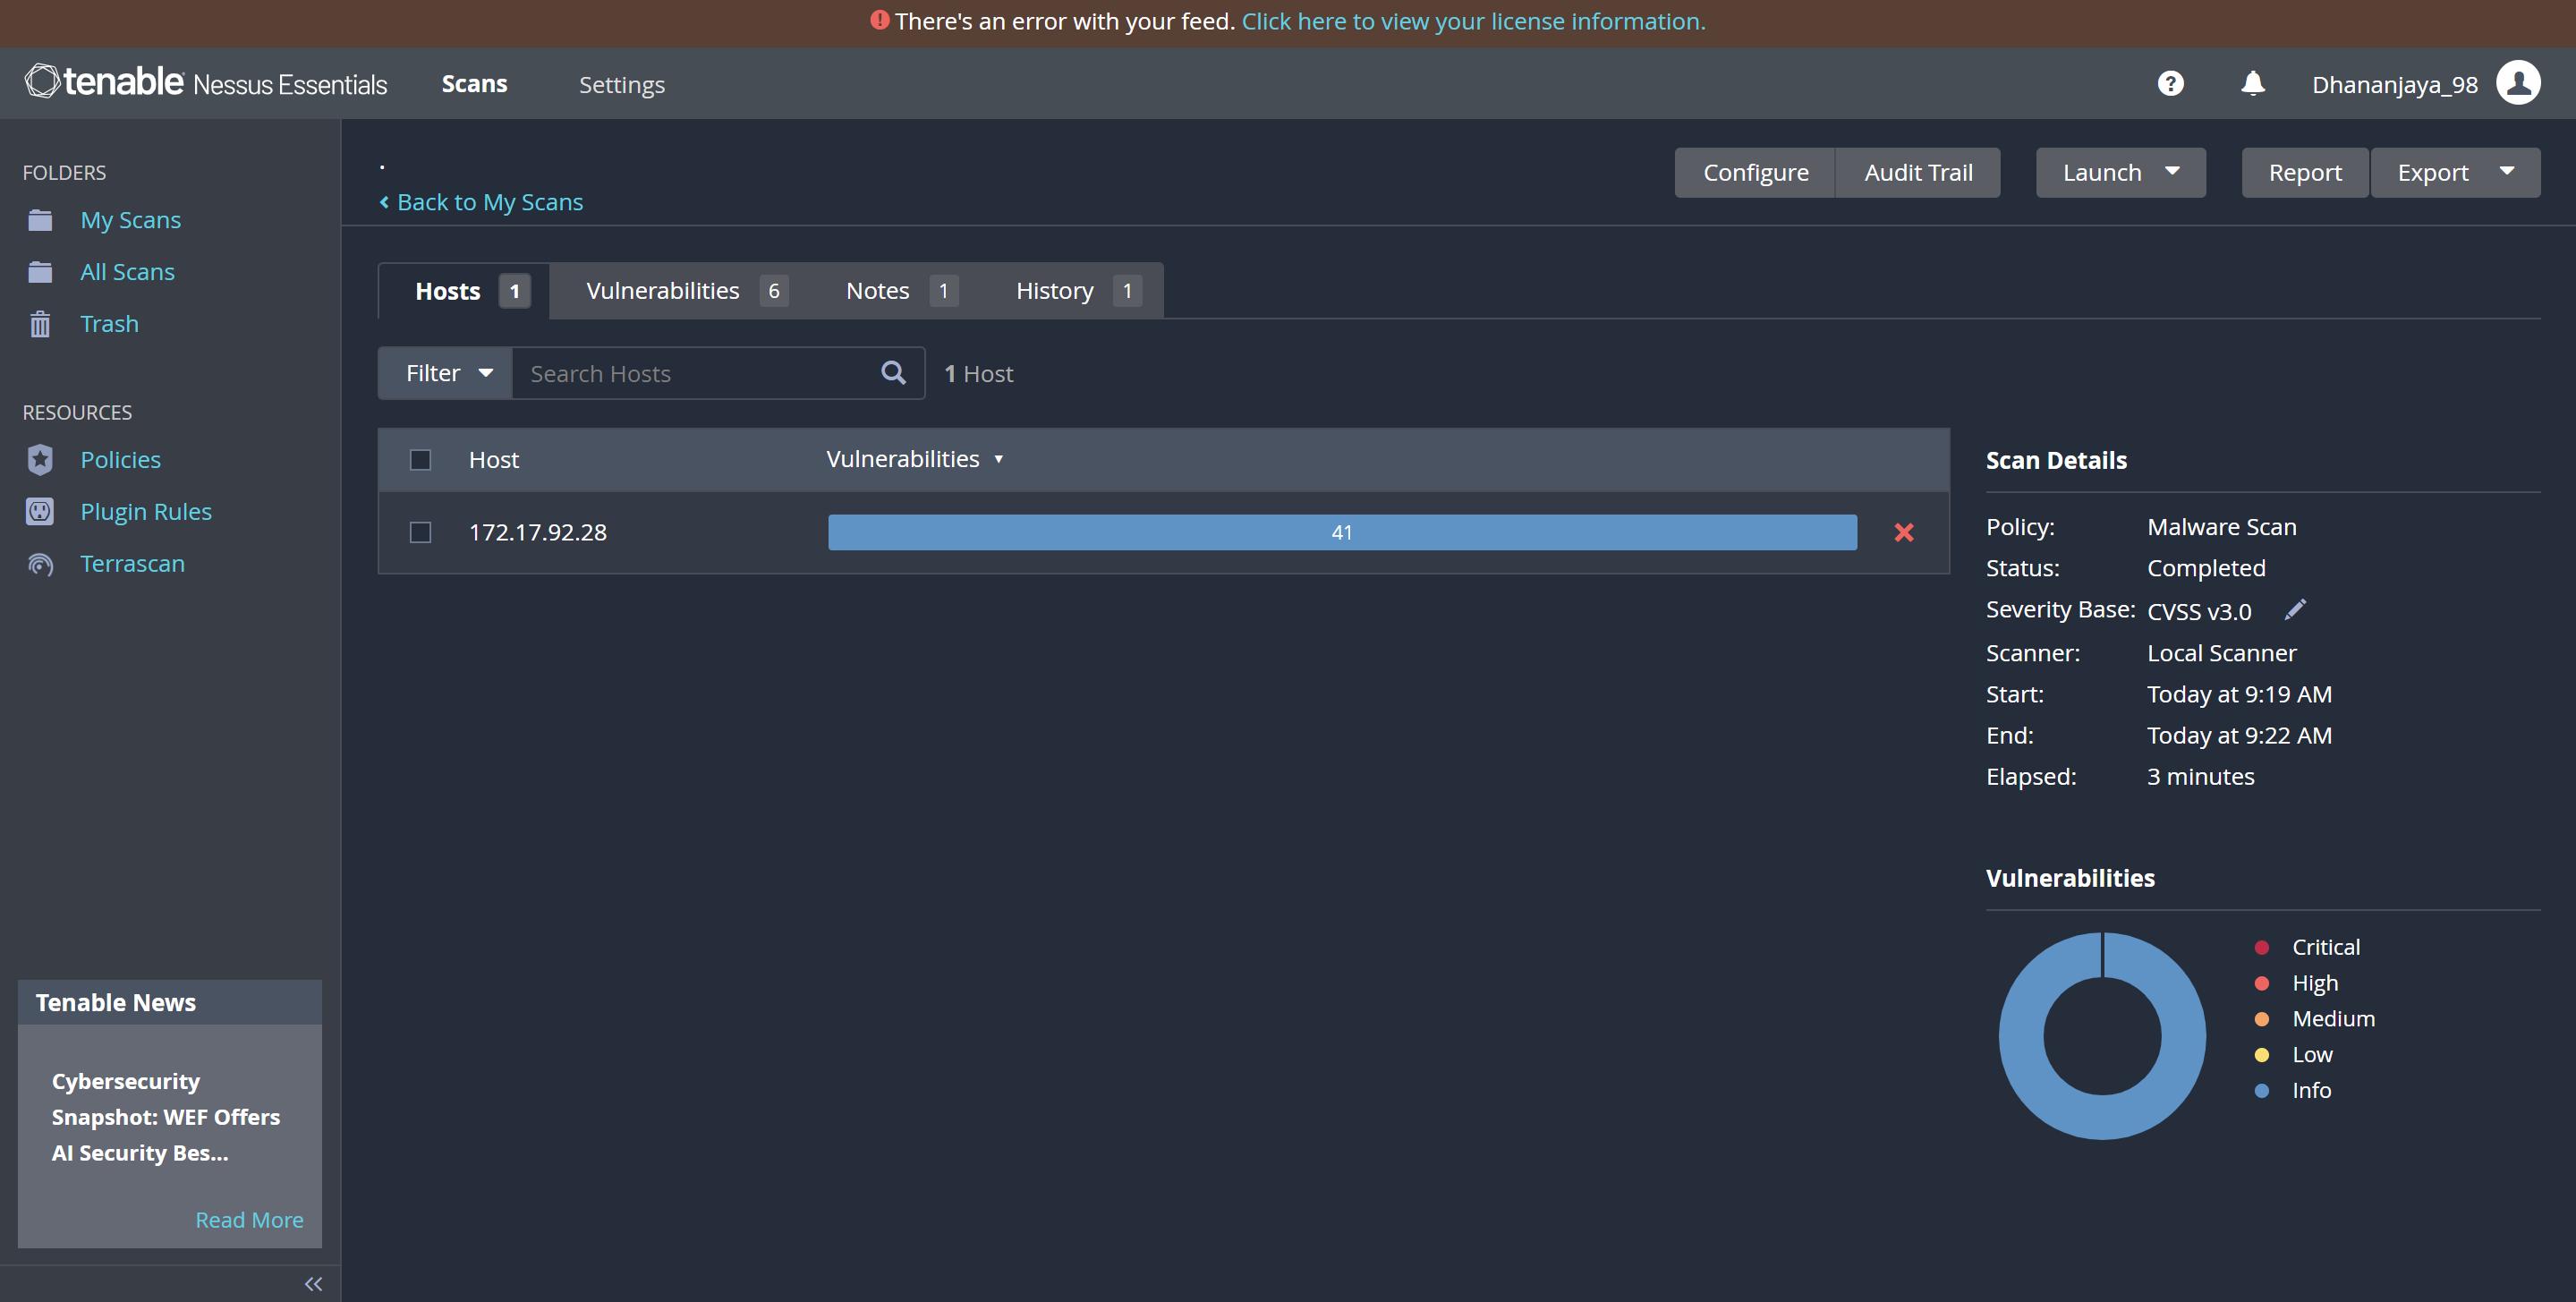 There's an error with your feed. Click here to view your license information.
tenable Nessus Essentials
Scans
Settings
Dhananjaya_98
FOLDERS
My Scans
All Scans
Trash
RESOURCES
Policies
Plugin Rules
Terrascan
Tenable News
Cybersecurity
Snapshot: WEF Offers
AI Security Bes...
Read More
.
Back to My Scans
Configure
Audit Trail
Launch
Report
Export
Hosts 1
Vulnerabilities 6
Notes 1
History 1
Filter
Search Hosts
1 Host
Host
Vulnerabilities
172.17.92.28
41
Scan Details
Policy: Malware Scan
Status: Completed
Severity Base: CVSS v3.0
Scanner: Local Scanner
Start: Today at 9:19 AM
End: Today at 9:22 AM
Elapsed: 3 minutes
Vulnerabilities
Critical
High
Medium
Low
Info